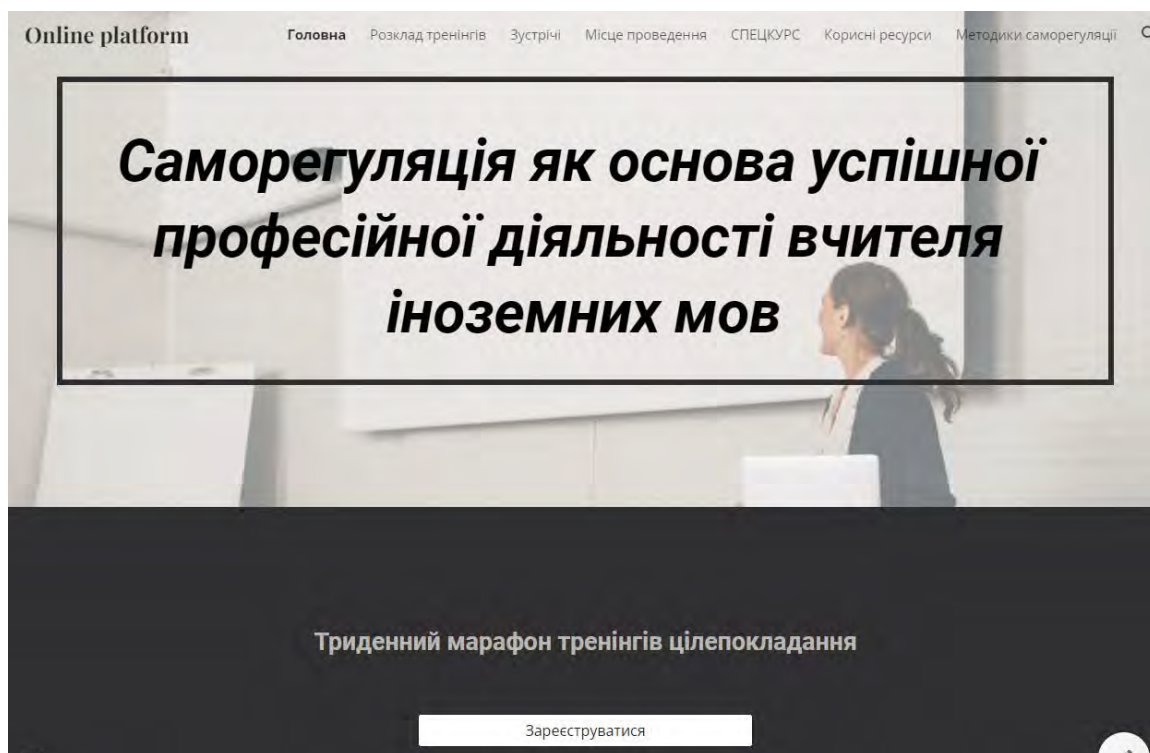 Online platform
Головна Розклад тренінгів Зустрічі Місце проведення СПЕЦКУРС Корисні ресурси Методики саморегуляції
Саморегуляція як основа успішної
професійної діяльності вчителя
іноземних мов
Триденний марафон тренінгів цілепокладання
Зареєструватися